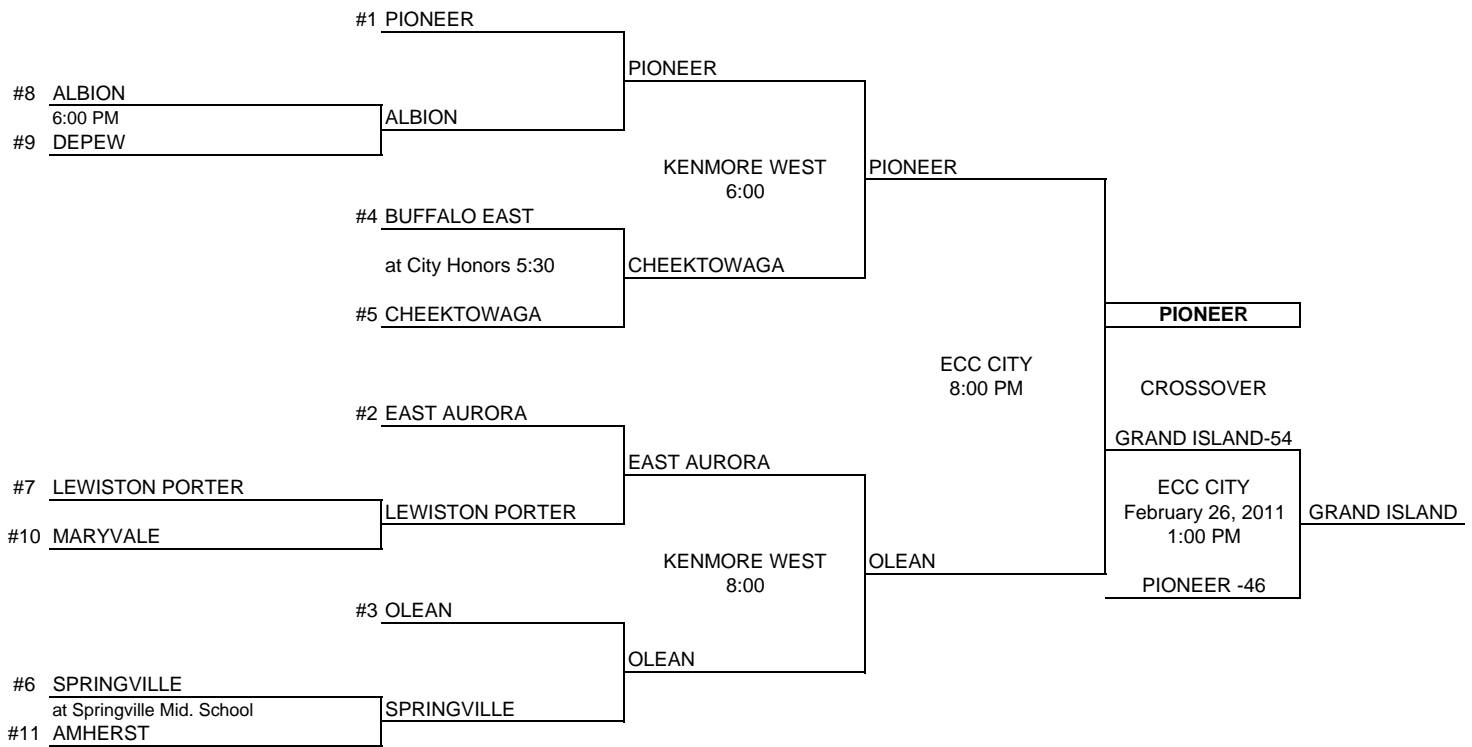 #1 PIONEER
PIONEER
#8 ALBION
6:00 PM
ALBION
#9 DEPEW
KENMORE WEST
6:00
PIONEER
#4 BUFFALO EAST
at City Honors 5:30
CHEEKTOWAGA
#5 CHEEKTOWAGA
PIONEER
ECC CITY
8:00 PM
CROSSOVER
#2 EAST AURORA
GRAND ISLAND-54
EAST AURORA
#7 LEWISTON PORTER
LEWISTON PORTER
#10 MARYVALE
ECC CITY
February 26, 2011
1:00 PM
GRAND ISLAND
KENMORE WEST
8:00
OLEAN
PIONEER -46
#3 OLEAN
OLEAN
#6 SPRINGVILLE
at Springville Mid. School
SPRINGVILLE
#11 AMHERST